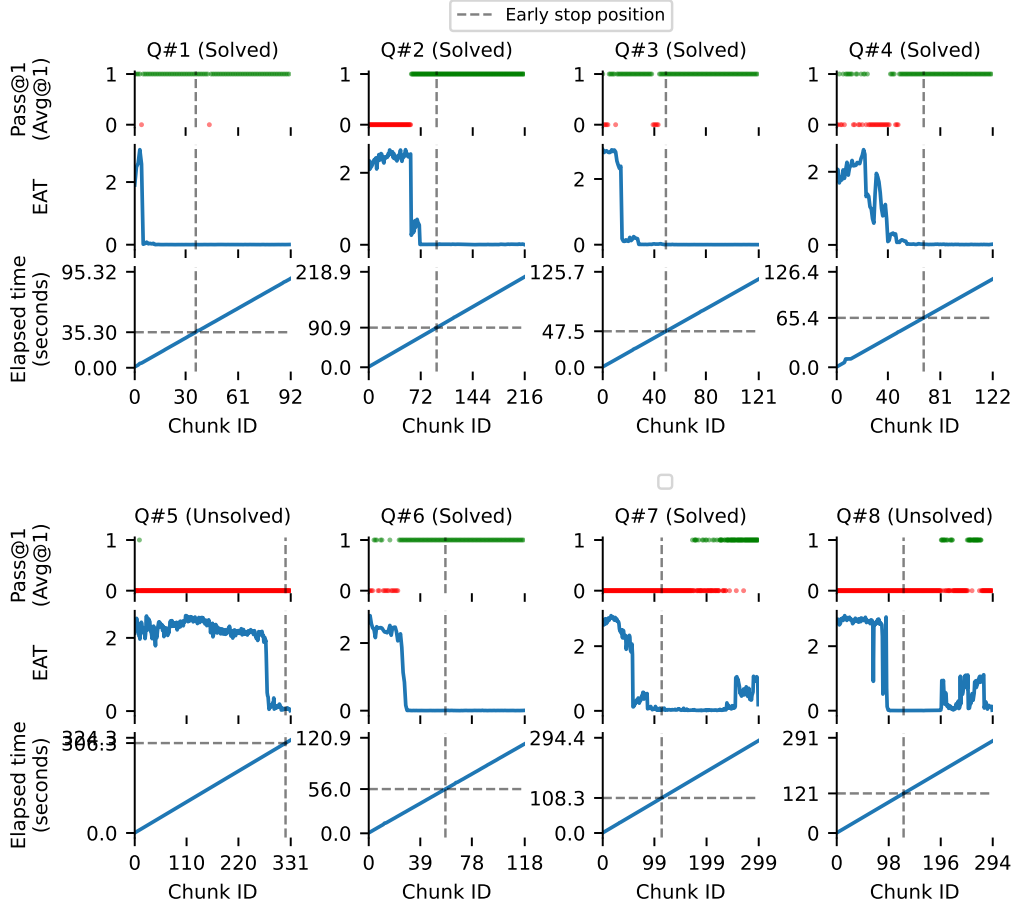 Early stop position
Q#1 (Solved) Q#2 (Solved) Q#3 (Solved) Q#4 (Solved)
Pass@1
(Avg@1)
1 1 1 1
0 0 0 0
EAT
2 2 2 2
0 0 0 0
Elapsed time
(seconds)
95.32 218.9 125.7 126.4
35.30 90.9 47.5 65.4
0.00 0.0 0.0 0.0
0 30 61 92 0 72 144 216 0 40 80 121 0 40 81 122
Chunk ID Chunk ID Chunk ID Chunk ID
Q#5 (Unsolved) Q#6 (Solved) Q#7 (Solved) Q#8 (Unsolved)
Pass@1
(Avg@1)
1 1 1 1
0 0 0 0
EAT
2 2 2 2
0 0 0 0
Elapsed time
(seconds)
324.3 120.9 294.4 291
306.3 56.0 108.3 121
0.0 0.0 0.0 0
0 110 220 331 0 39 78 118 0 99 199 299 0 98 196 294
Chunk ID Chunk ID Chunk ID Chunk ID